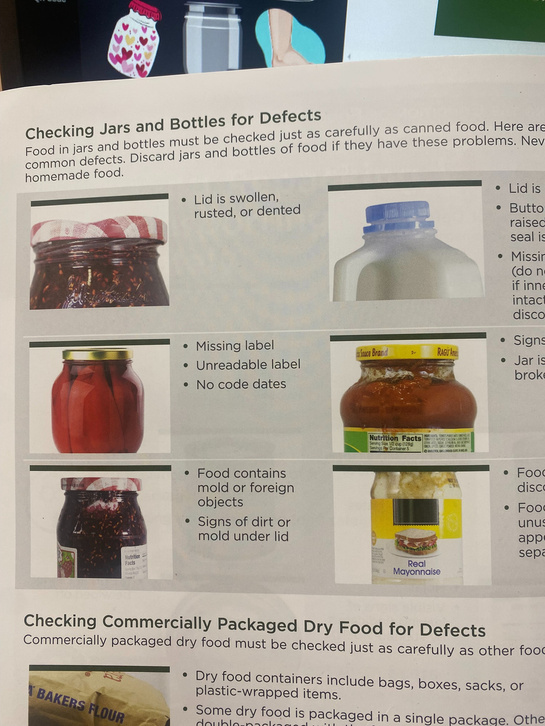 Checking Jars and Bottles for Defects
Food in jars and bottles must be checked just as carefully as canned food. Here are
common defects. Discard jars and bottles of food if they have these problems. Nev
homemade food.
• Lid is swollen,
rusted, or dented
• Lid is
• Butto
raised
seal is
• Missin
(do n
if inne
intact
disco
• Missing label
• Unreadable label
• No code dates
Sauce Brand
RAGÚ
Nutrition Facts
• Signs
• Jar is
broke
• Food contains
mold or foreign
objects
• Signs of dirt or
mold under lid
Nutrition
Facts
Real
Mayonnaise
• Food
disco
• Food
unus
appe
sepa
Checking Commercially Packaged Dry Food for Defects
Commercially packaged dry food must be checked just as carefully as other food
BAKERS FLOUR
• Dry food containers include bags, boxes, sacks, or
plastic-wrapped items.
• Some dry food is packaged in a single package. Othe